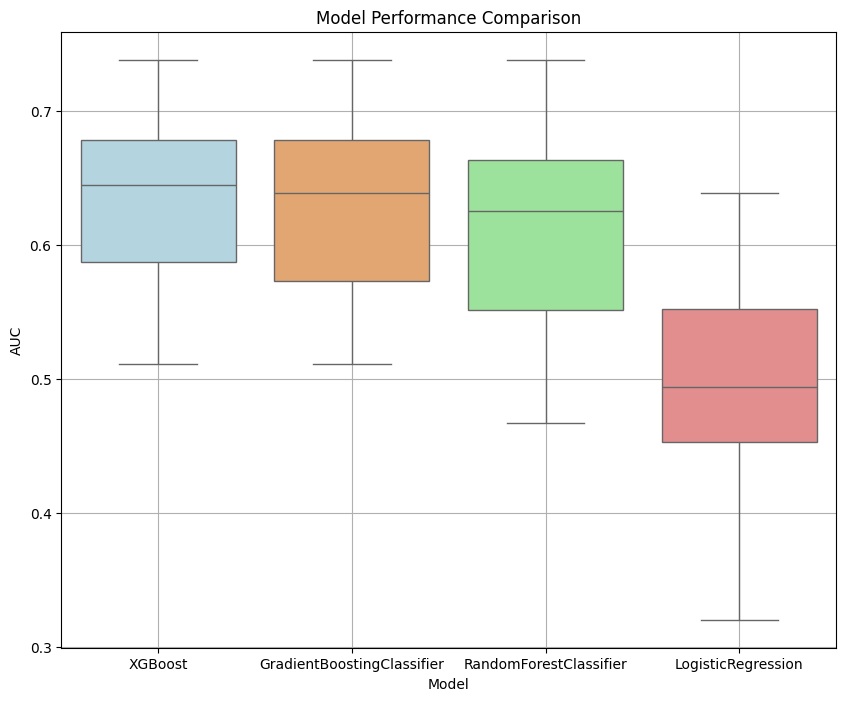 Model Performance Comparison
AUC
0.7
0.6
0.5
0.4
0.3
XGBoost GradientBoostingClassifier RandomForestClassifier LogisticRegression
Model